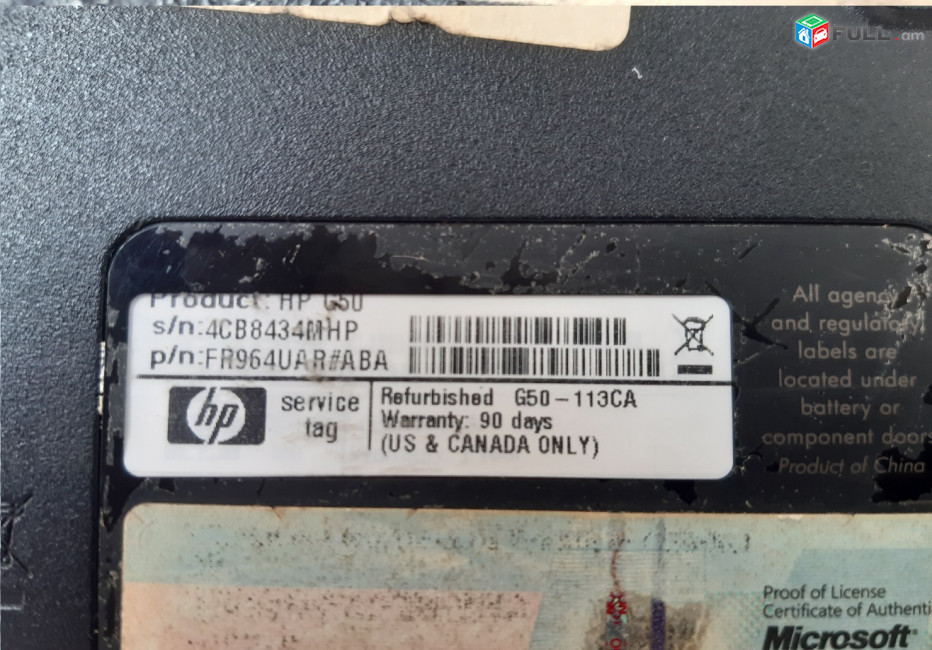 FULL.am
Product: HP G50
s/n:4CB8434MHP
p/n:FR964UAR#ABA
hp
service
tag
Refurbished G50-113CA
Warranty: 90 days
(US & CANADA ONLY)
All agency
and regulatory
labels are
located under
battery or
component doors
Product of China
Proof of License
Certificate of Authenti
Microsoft®